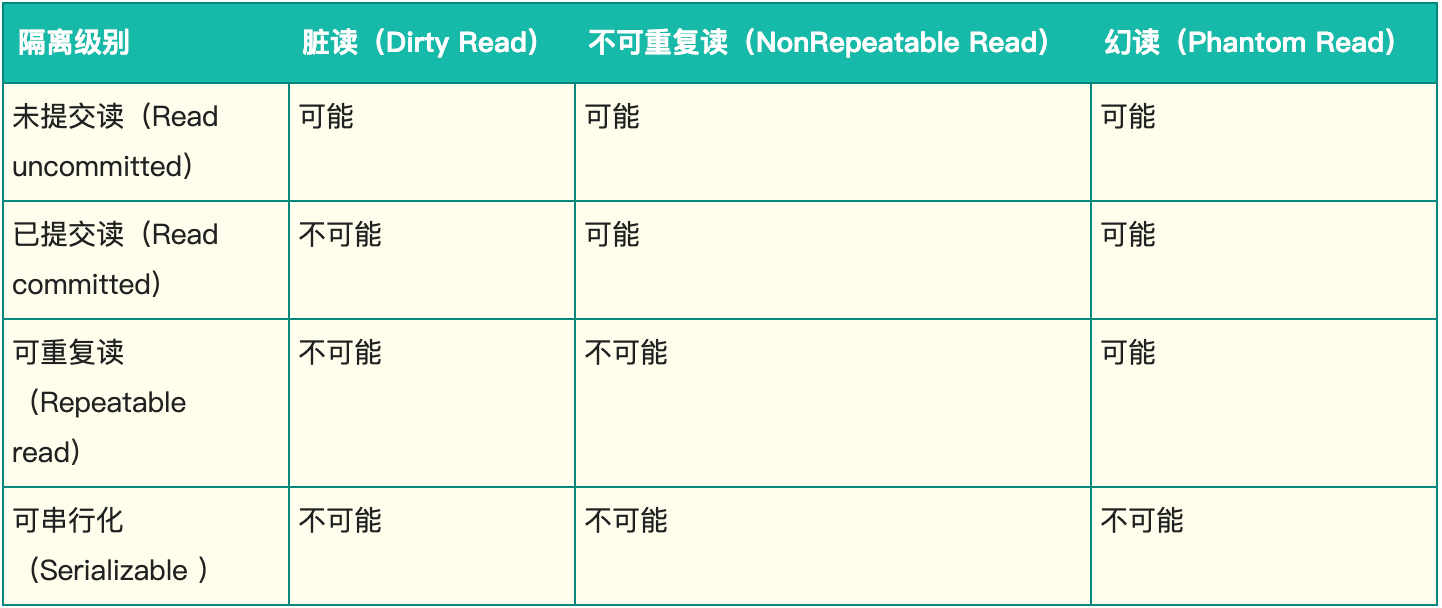 隔离级别 脏读（Dirty Read） 不可重复读（NonRepeatable Read） 幻读（Phantom Read）
未提交读（Read 可能 可能 可能
uncommitted）
已提交读（Read 不可能 可能 可能
committed）
可重复读 不可能 不可能 可能
（Repeatable
read）
可串行化 不可能 不可能 不可能
（Serializable ）